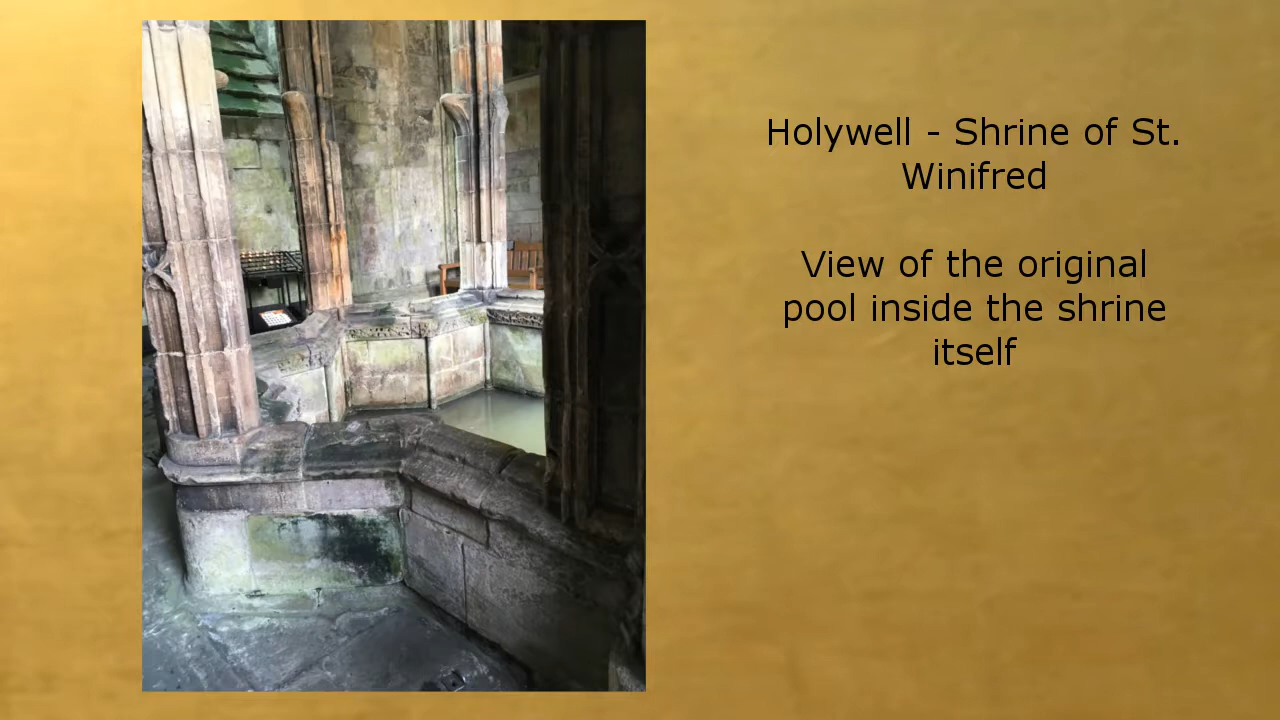 Holywell - Shrine of St.
Winifred
View of the original
pool inside the shrine
itself